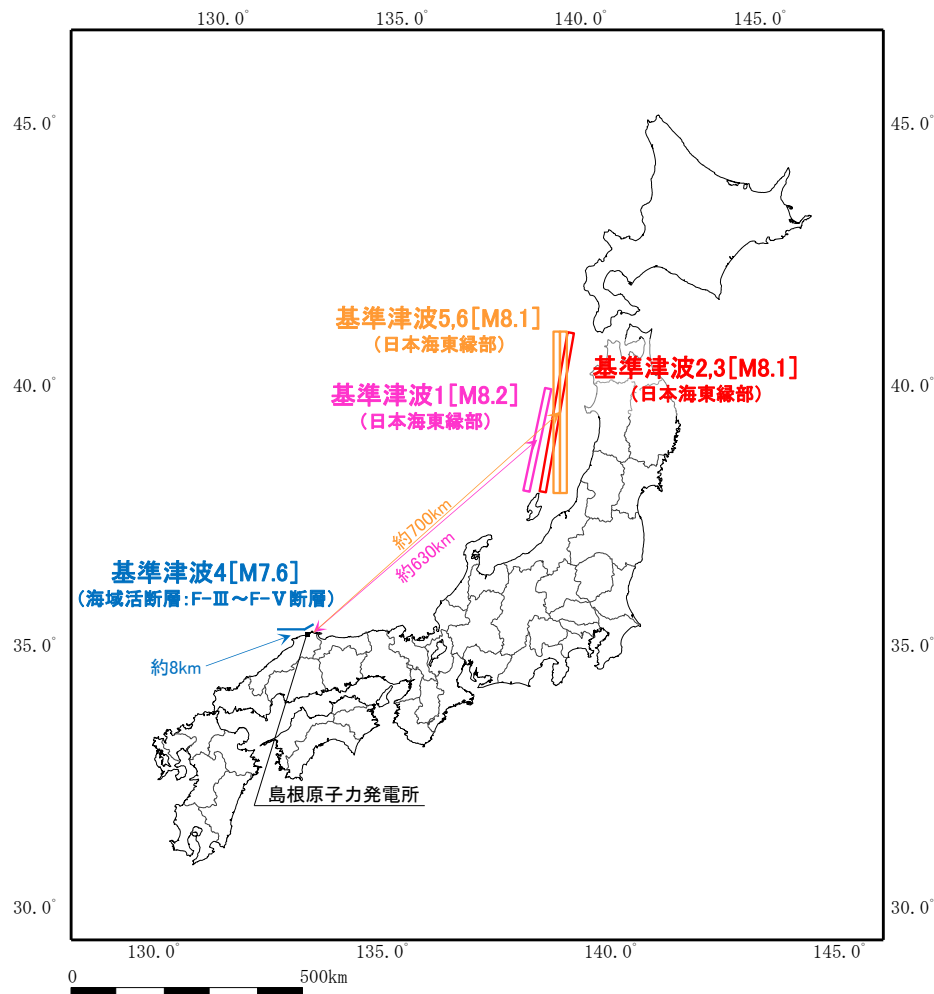 130.0° 135.0° 140.0° 145.0°
45.0° 45.0°
基準津波5,6[M8.1]
(日本海東縁部)
基準津波2,3[M8.1]
(日本海東縁部)
40.0° 40.0°
基準津波1[M8.2]
(日本海東縁部)
約700km
約630km
基準津波4[M7.6]
(海域活断層:F-Ⅲ～F-Ⅴ断層)
35.0° 35.0°
約8km
島根原子力発電所
30.0° 30.0°
130.0° 135.0° 140.0° 145.0°
0 500km